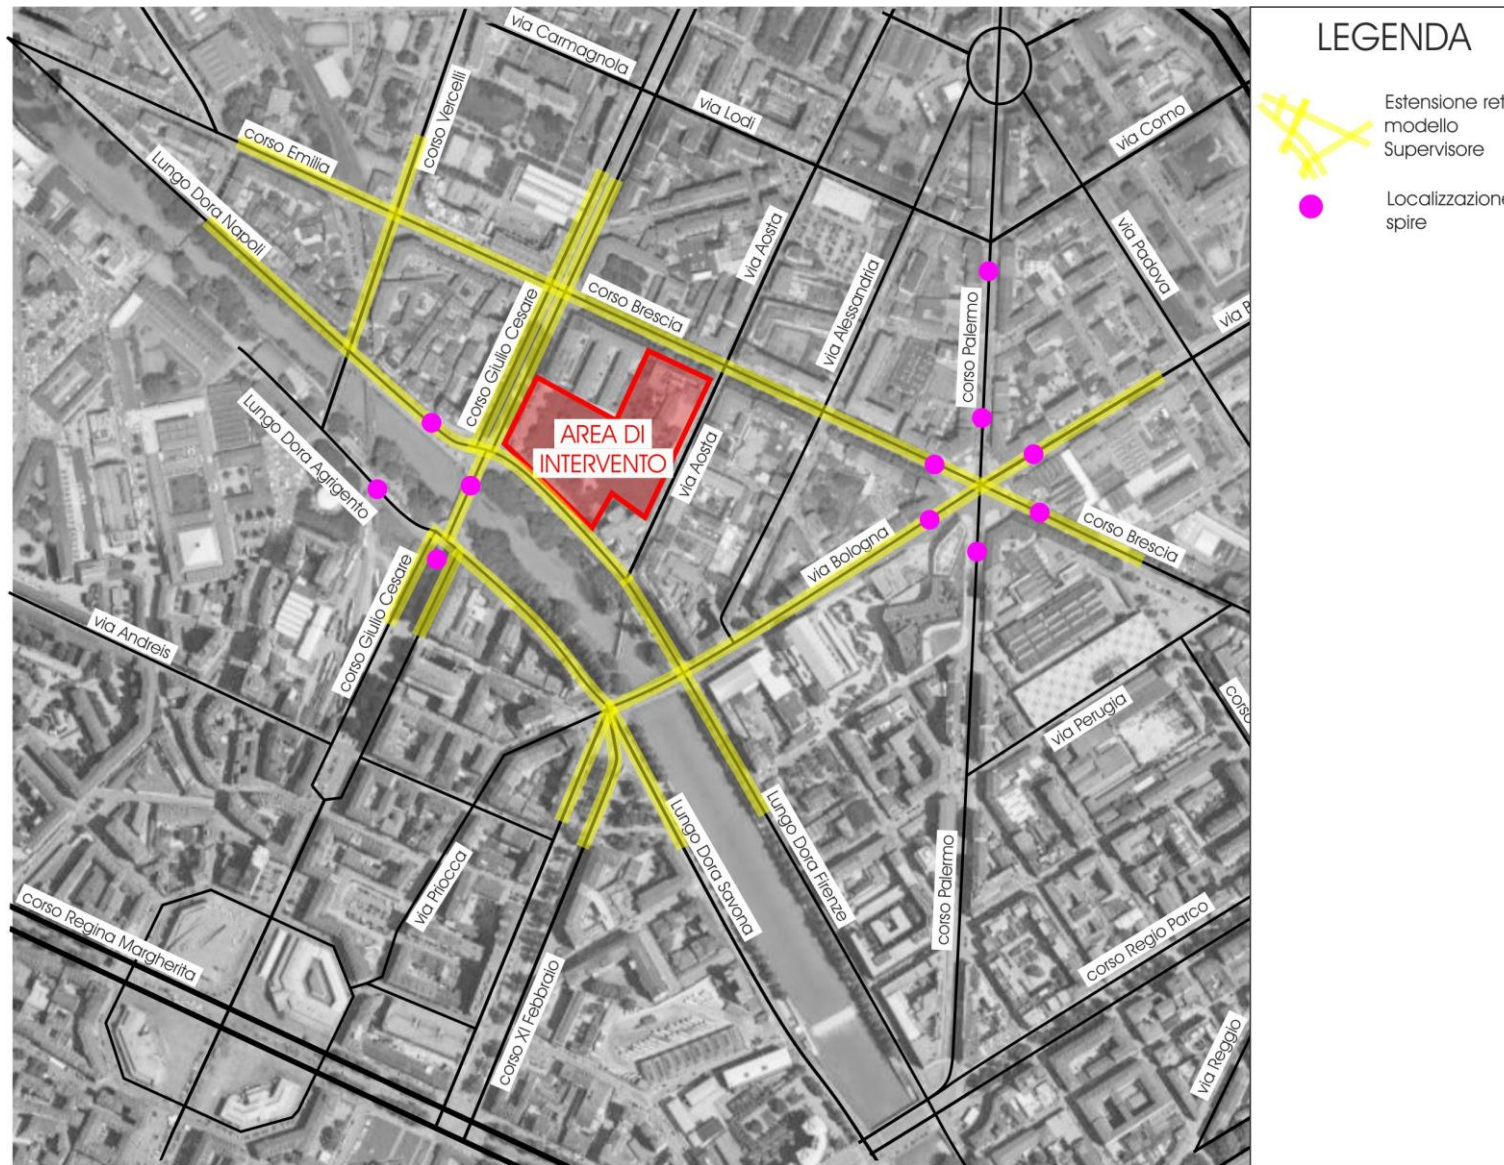 LEGENDA
Estensione ret
modello
Supervisore
Localizzazione
spire
via Carmagnola
corso Vercelli
via Lodi
via Como
corso Emilia
Lungo Dora Napoli
via Aosta
via Padova
via Alessandria
corso Brescia
corso Giulio Cesare
corso Palermo
via B
Lungo Dora Agrigento
AREA DI
INTERVENTO
via Aosta
via Bologna
corso Brescia
corso Giulio Cesare
via Andreis
via Perugia
corso
Lungo Dora Savona
Lungo Dora Firenze
via Priocca
corso Palermo
corso Regina Margherita
corso Regio Parco
corso XI Febbraio
via Reggio